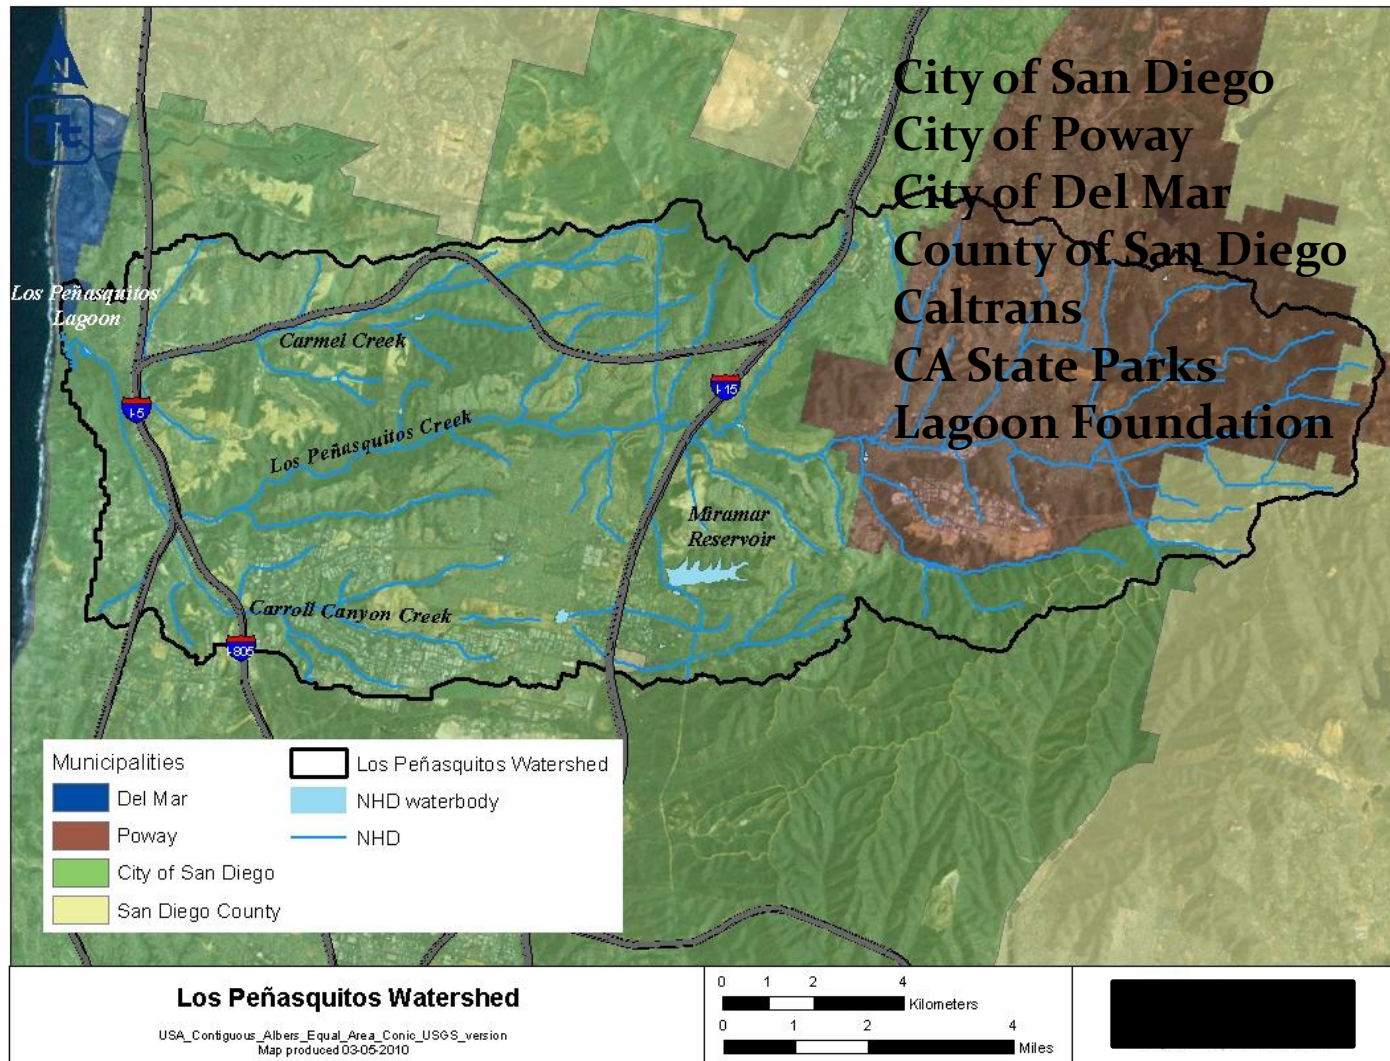 N
Tt
City of San Diego
City of Poway
City of Del Mar
County of San Diego
Caltrans
CA State Parks
Lagoon Foundation
Los Peñasquitos
Lagoon
Carmel Creek
I-15
I-5
Los Peñasquitos Creek
Miramar
Reservoir
Carroll Canyon Creek
I-805
Municipalities
Del Mar
Poway
City of San Diego
San Diego County
Los Peñasquitos Watershed
NHD waterbody
NHD
Los Peñasquitos Watershed
USA_Contiguous_Albers_Equal_Area_Conic_USGS_version
Map produced 03-05-2010
0 1 2 4
Kilometers
0 1 2 4
Miles